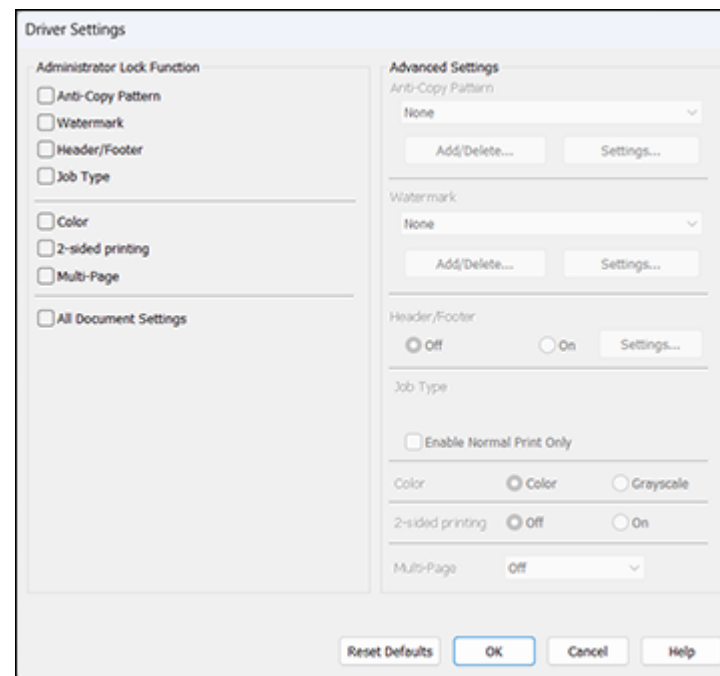 Driver Settings
Administrator Lock Function
Anti-Copy Pattern
Watermark
Header/Footer
Job Type
Color
2-sided printing
Multi-Page
All Document Settings
Advanced Settings
Anti-Copy Pattern
None
Add/Delete... Settings...
Watermark
None
Add/Delete... Settings...
Header/Footer
Off On Settings...
Job Type
Enable Normal Print Only
Color Color Grayscale
2-sided printing Off On
Multi-Page Off
Reset Defaults OK Cancel Help